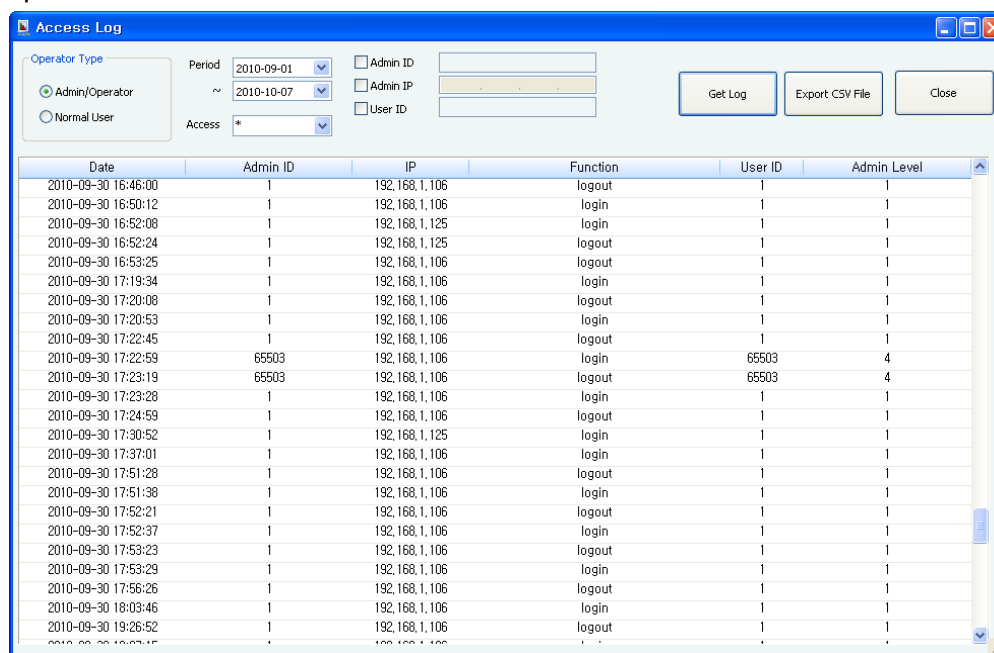 Access Log
Operator Type
Admin/Operator
Normal User
Period 2010-09-01
~ 2010-10-07
Access *
Admin ID
Admin IP . . .
User ID
Get Log Export CSV File Close
Date Admin ID IP Function User ID Admin Level
2010-09-30 16:46:00 1 192.168.1.106 logout 1 1
2010-09-30 16:50:12 1 192.168.1.106 login 1 1
2010-09-30 16:52:08 1 192.168.1.125 login 1 1
2010-09-30 16:52:24 1 192.168.1.125 logout 1 1
2010-09-30 16:53:25 1 192.168.1.106 logout 1 1
2010-09-30 17:19:34 1 192.168.1.106 login 1 1
2010-09-30 17:20:08 1 192.168.1.106 logout 1 1
2010-09-30 17:20:53 1 192.168.1.106 login 1 1
2010-09-30 17:22:45 1 192.168.1.106 logout 1 1
2010-09-30 17:22:59 65503 192.168.1.106 login 65503 4
2010-09-30 17:23:19 65503 192.168.1.106 logout 65503 4
2010-09-30 17:23:28 1 192.168.1.106 login 1 1
2010-09-30 17:24:59 1 192.168.1.106 logout 1 1
2010-09-30 17:30:52 1 192.168.1.125 login 1 1
2010-09-30 17:37:01 1 192.168.1.106 login 1 1
2010-09-30 17:51:28 1 192.168.1.106 logout 1 1
2010-09-30 17:51:38 1 192.168.1.106 login 1 1
2010-09-30 17:52:21 1 192.168.1.106 logout 1 1
2010-09-30 17:52:37 1 192.168.1.106 login 1 1
2010-09-30 17:53:23 1 192.168.1.106 logout 1 1
2010-09-30 17:53:29 1 192.168.1.106 login 1 1
2010-09-30 17:56:26 1 192.168.1.106 logout 1 1
2010-09-30 18:03:46 1 192.168.1.106 login 1 1
2010-09-30 19:26:52 1 192.168.1.106 logout 1 1